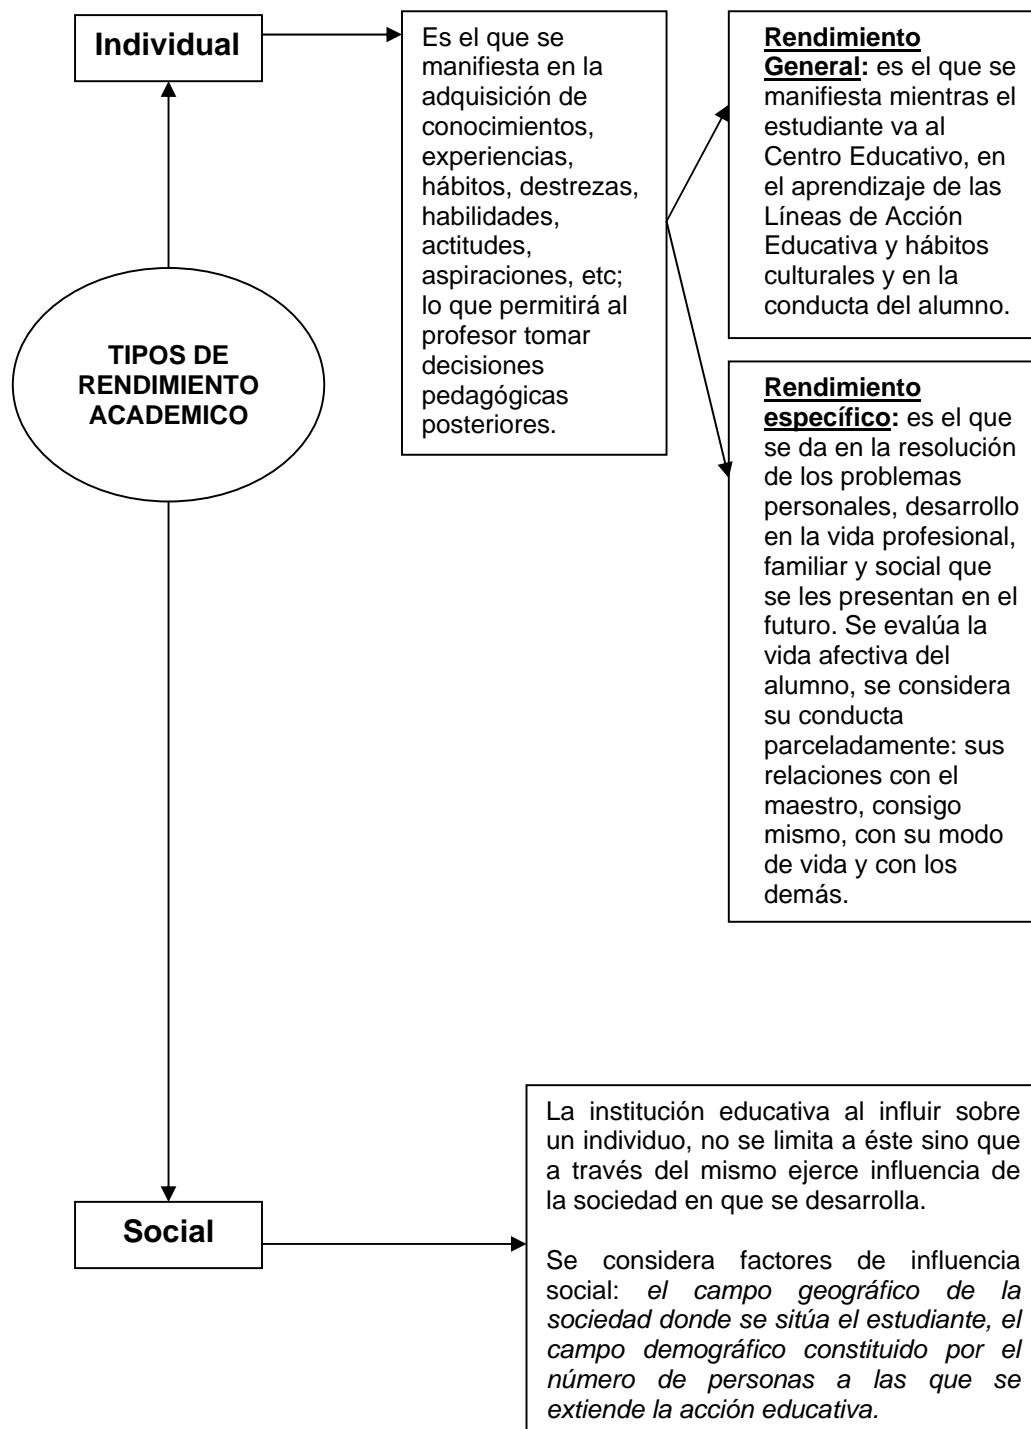 Individual
Es el que se
manifiesta en la
adquisición de
conocimientos,
experiencias,
hábitos, destrezas,
habilidades,
actitudes,
aspiraciones, etc;
lo que permitirá al
profesor tomar
decisiones
pedagógicas
posteriores.
Rendimiento
General: es el que se
manifiesta mientras el
estudiante va al
Centro Educativo, en
el aprendizaje de las
Líneas de Acción
Educativa y hábitos
culturales y en la
conducta del alumno.
TIPOS DE
RENDIMIENTO
ACADEMICO
Rendimiento
específico: es el que
se da en la resolución
de los problemas
personales, desarrollo
en la vida profesional,
familiar y social que
se les presentan en el
futuro. Se evalúa la
vida afectiva del
alumno, se considera
su conducta
parceladamente: sus
relaciones con el
maestro, consigo
mismo, con su modo
de vida y con los
demás.
Social
La institución educativa al influir sobre
un individuo, no se limita a éste sino que
a través del mismo ejerce influencia de
la sociedad en que se desarrolla.
Se considera factores de influencia
social: el campo geográfico de la
sociedad donde se sitúa el estudiante, el
campo demográfico constituido por el
número de personas a las que se
extiende la acción educativa.